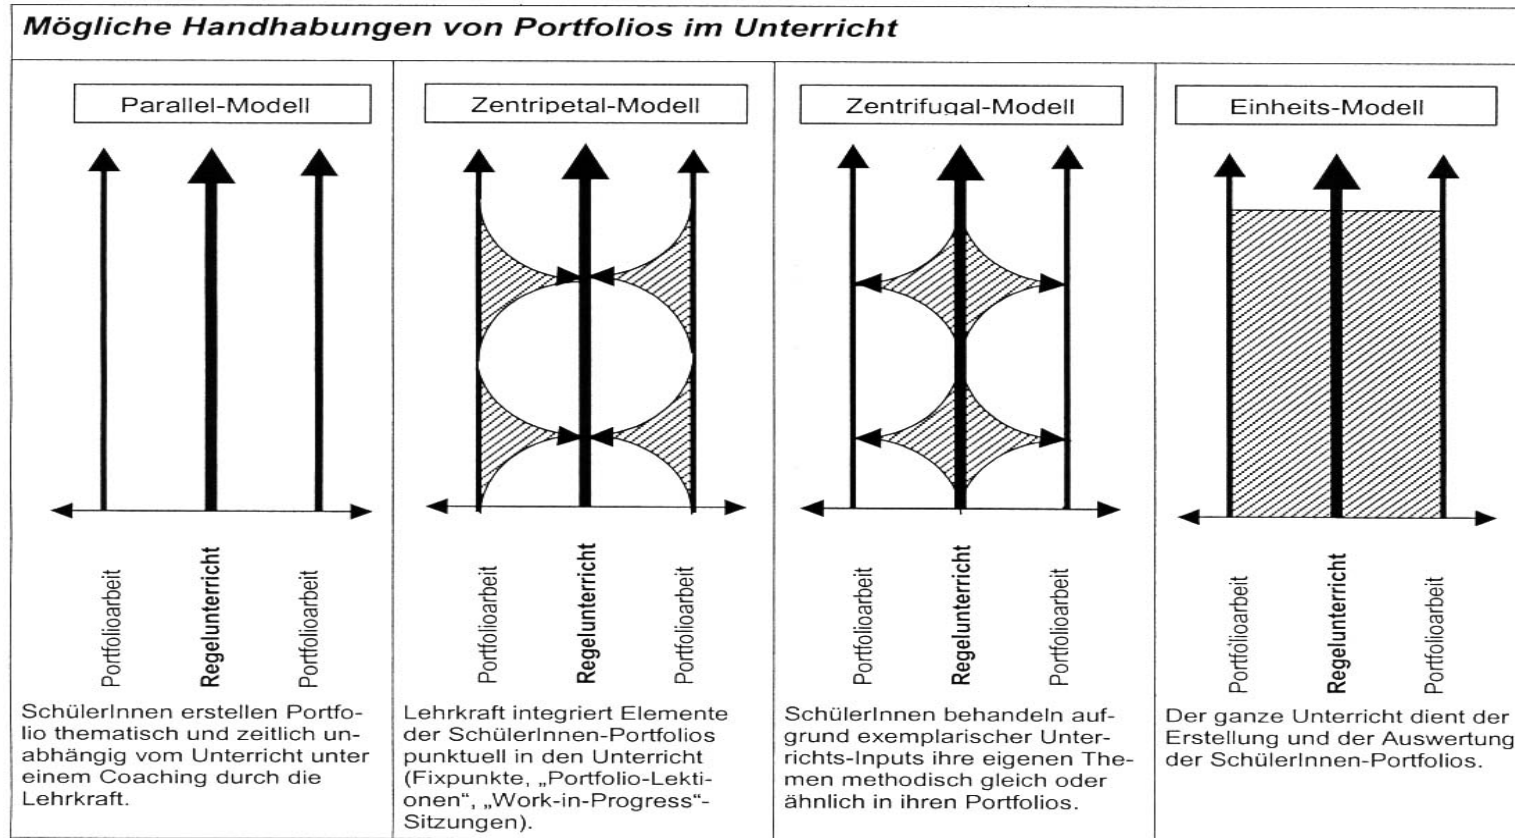 Mögliche Handhabungen von Portfolios im Unterricht
Parallel-Modell
Portfolioarbeit
Regelunterricht
Portfolioarbeit
SchülerInnen erstellen Portfo-
lio thematisch und zeitlich un-
abhängig vom Unterricht unter
einem Coaching durch die
Lehrkraft.
Zentripetal-Modell
Portfolioarbeit
Regelunterricht
Portfolioarbeit
Lehrkraft integriert Elemente
der SchülerInnen-Portfolios
punktuell in den Unterricht
(Fixpunkte, „Portfolio-Lekti-
onen“, „Work-in-Progress“-
Sitzungen).
Zentrifugal-Modell
Portfolioarbeit
Regelunterricht
Portfolioarbeit
SchülerInnen behandeln auf-
grund exemplarischer Unter-
richts-Inputs ihre eigenen The-
men methodisch gleich oder
ähnlich in ihren Portfolios.
Einheits-Modell
Portfolioarbeit
Regelunterricht
Portfolioarbeit
Der ganze Unterricht dient der
Erstellung und der Auswertung
der SchülerInnen-Portfolios.